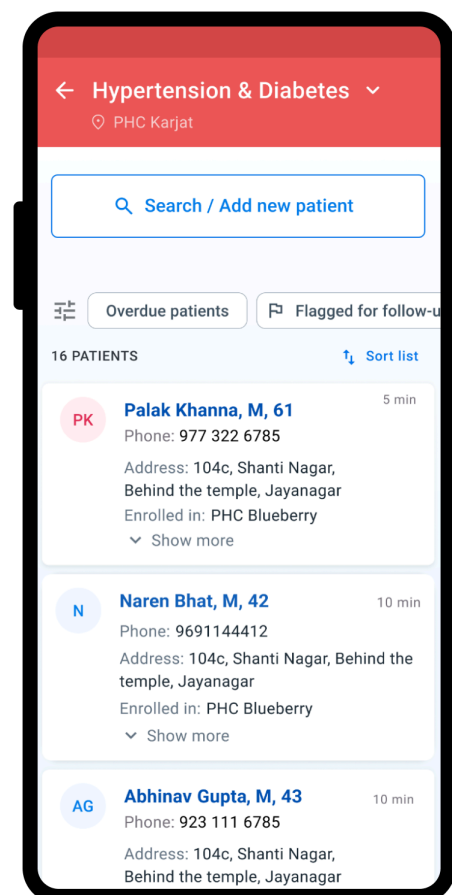 Hypertension & Diabetes
PHC Karjat
Search / Add new patient
Overdue patients
Flagged for follow-u
16 PATIENTS
Sort list
PK
Palak Khanna, M, 61
5 min
Phone: 977 322 6785
Address: 104c, Shanti Nagar,
Behind the temple, Jayanagar
Enrolled in: PHC Blueberry
Show more
N
Naren Bhat, M, 42
10 min
Phone: 9691144412
Address: 104c, Shanti Nagar, Behind the
temple, Jayanagar
Enrolled in: PHC Blueberry
Show more
AG
Abhinav Gupta, M, 43
10 min
Phone: 923 111 6785
Address: 104c, Shanti Nagar,
Behind the temple, Jayanagar